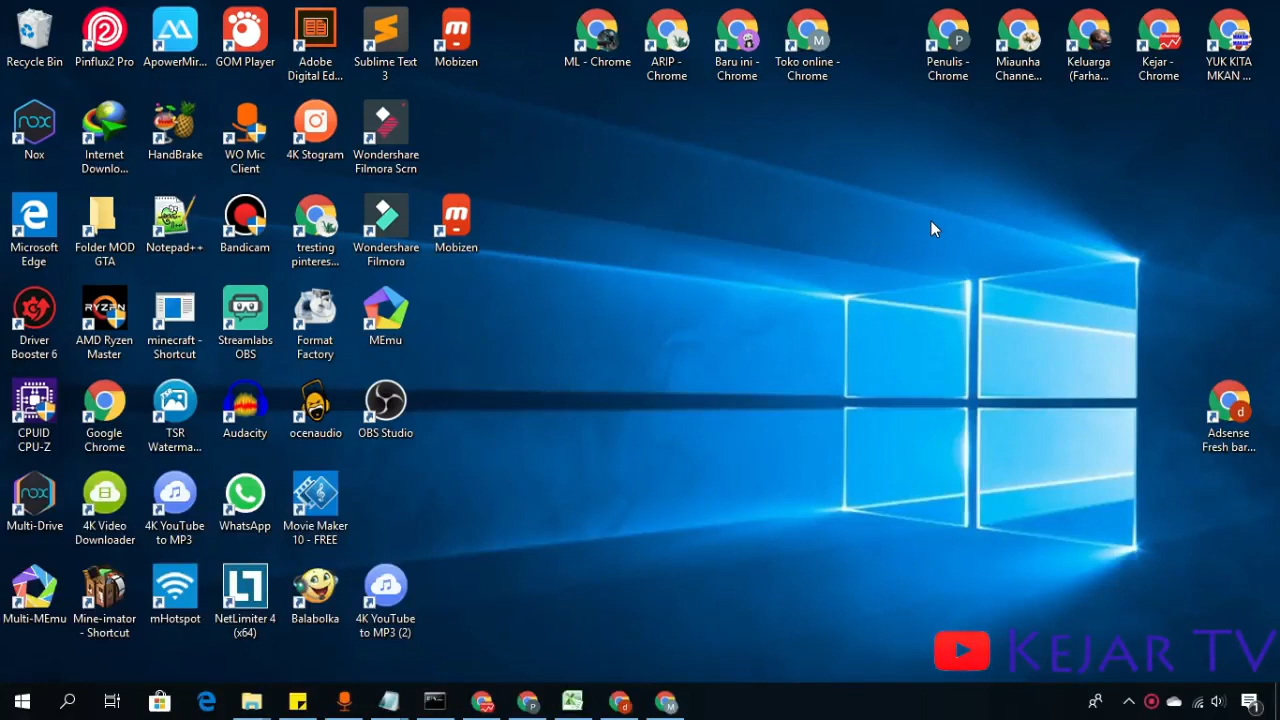 Recycle Bin
Pinflux2 Pro
ApowerMir...
GOM Player
Adobe
Digital Ed...
Sublime Text
3
Mobizen
ML - Chrome
ARIP -
Chrome
Baru ini -
Chrome
Toko online -
Chrome
Penulis -
Chrome
Miaunha
Channe...
Keluarga
(Farha...
Kejar -
Chrome
YUK KITA
MKAN ...
Nox
Internet
Downlo...
HandBrake
WO Mic
Client
4K Stogram
Wondershare
Filmora Scrn
Microsoft
Edge
Folder MOD
GTA
Notepad++
Bandicam
tresting
pinteres...
Wondershare
Filmora
Mobizen
Driver
Booster 6
AMD Ryzen
Master
minecraft -
Shortcut
Streamlabs
OBS
Format
Factory
MEmu
CPUID
CPU-Z
Google
Chrome
TSR
Waterma...
Audacity
ocenaudio
OBS Studio
Adsense
Fresh bar...
Multi-Drive
4K Video
Downloader
4K YouTube
to MP3
WhatsApp
Movie Maker
10 - FREE
Multi-MEmu
Mine-imator
- Shortcut
mHotspot
NetLimiter 4
(x64)
Balabolka
4K YouTube
to MP3 (2)
Kejar TV